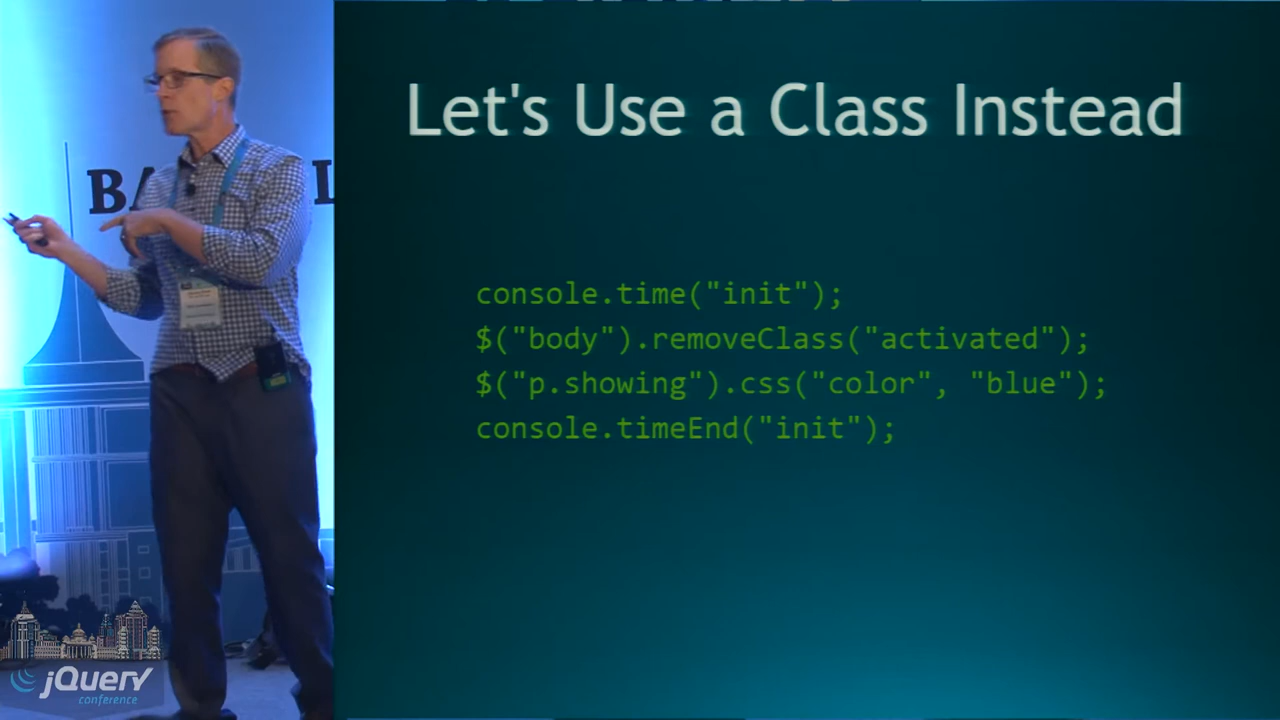 Let's Use a Class Instead
BA
L
console.time("init");
$("body").removeClass("activated");
$("p.showing").css("color", "blue");
console.timeEnd("init");
jQuery
conference